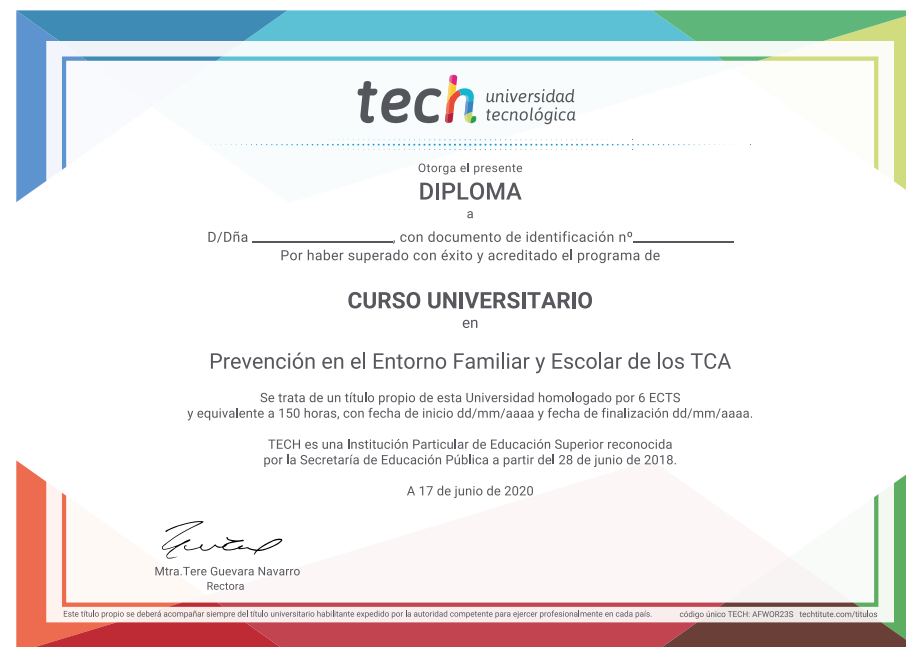 tech universidad
tecnológica
Otorga el presente
DIPLOMA
a
D/Dña ____________________, con documento de identificación nº______________
Por haber superado con éxito y acreditado el programa de
CURSO UNIVERSITARIO
en
Prevención en el Entorno Familiar y Escolar de los TCA
Se trata de un título propio de esta Universidad homologado por 6 ECTS
y equivalente a 150 horas, con fecha de inicio dd/mm/aaaa y fecha de finalización dd/mm/aaaa.
TECH es una Institución Particular de Educación Superior reconocida
por la Secretaría de Educación Pública a partir del 28 de junio de 2018.
A 17 de junio de 2020
Mtra.Tere Guevara Navarro
Rectora
Este título propio se deberá acompañar siempre del título universitario habilitante expedido por la autoridad competente para ejercer profesionalmente en cada país. código único TECH: AFWOR23S techtitute.com/titulos